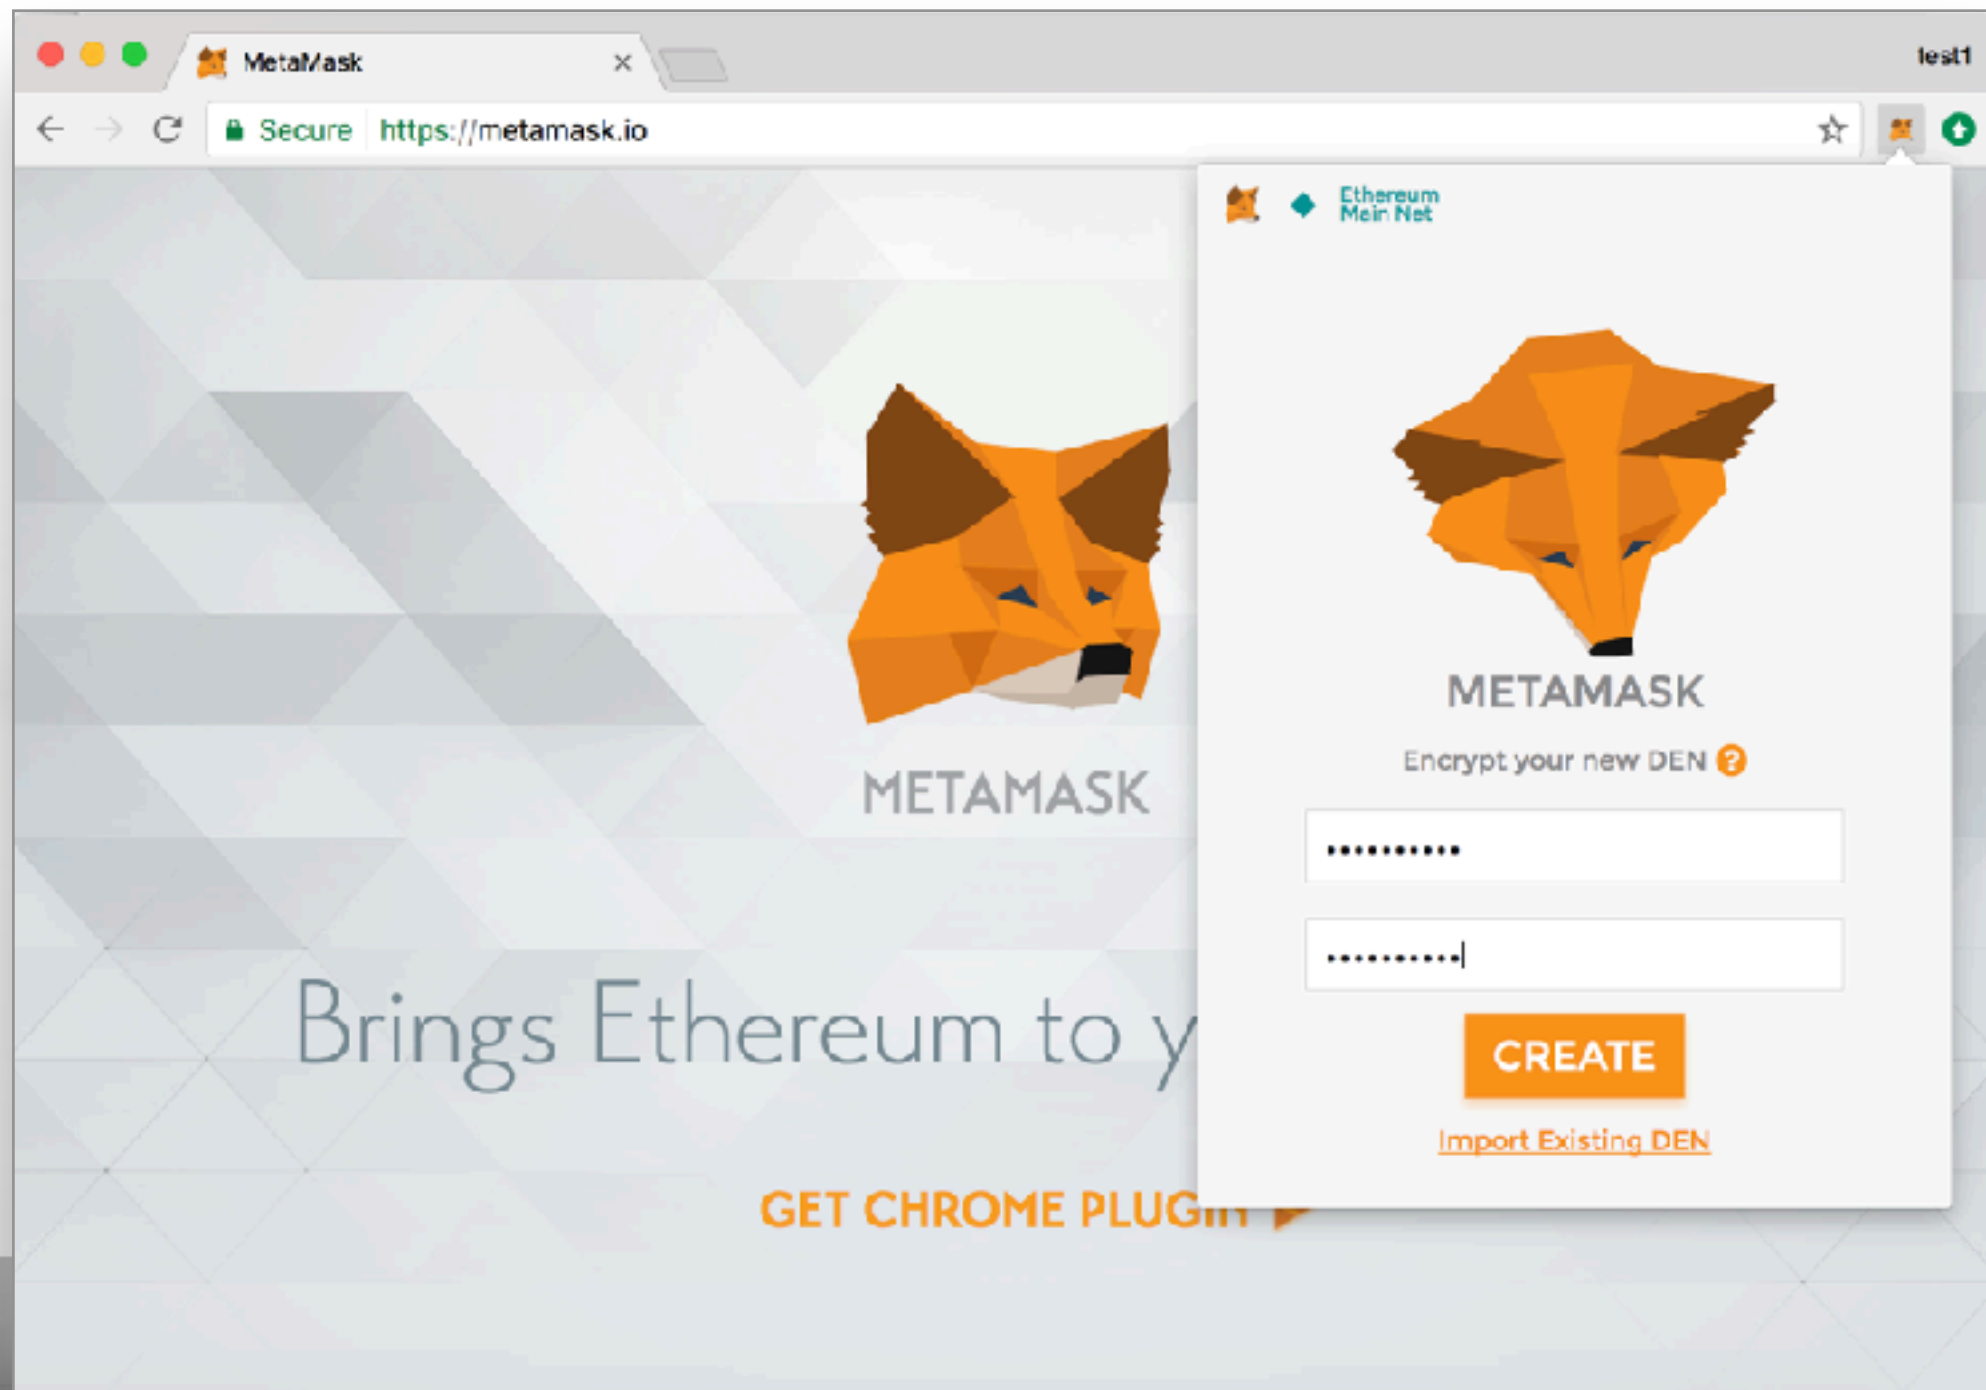 MetaMask
test1
Secure https://metamask.io
Ethereum
Main Net
METAMASK
Encrypt your new DEN ?
••••••••••
••••••••••
CREATE
Import Existing DEN
METAMASK
Brings Ethereum to y
GET CHROME PLUGIN